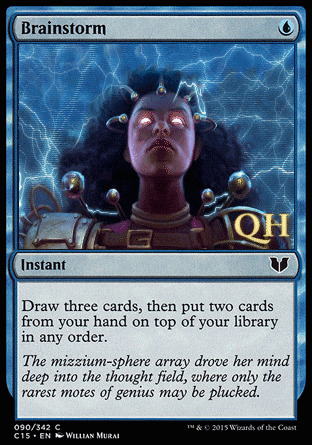 Brainstorm
QH
Instant
Draw three cards, then put two cards
from your hand on top of your library
in any order.
The mizzium-sphere array drove her mind
deep into the thought field, where only the
rarest motes of genius may be plucked.
090/342 C
C15 • EN Willian Murai
™ & © 2015 Wizards of the Coast